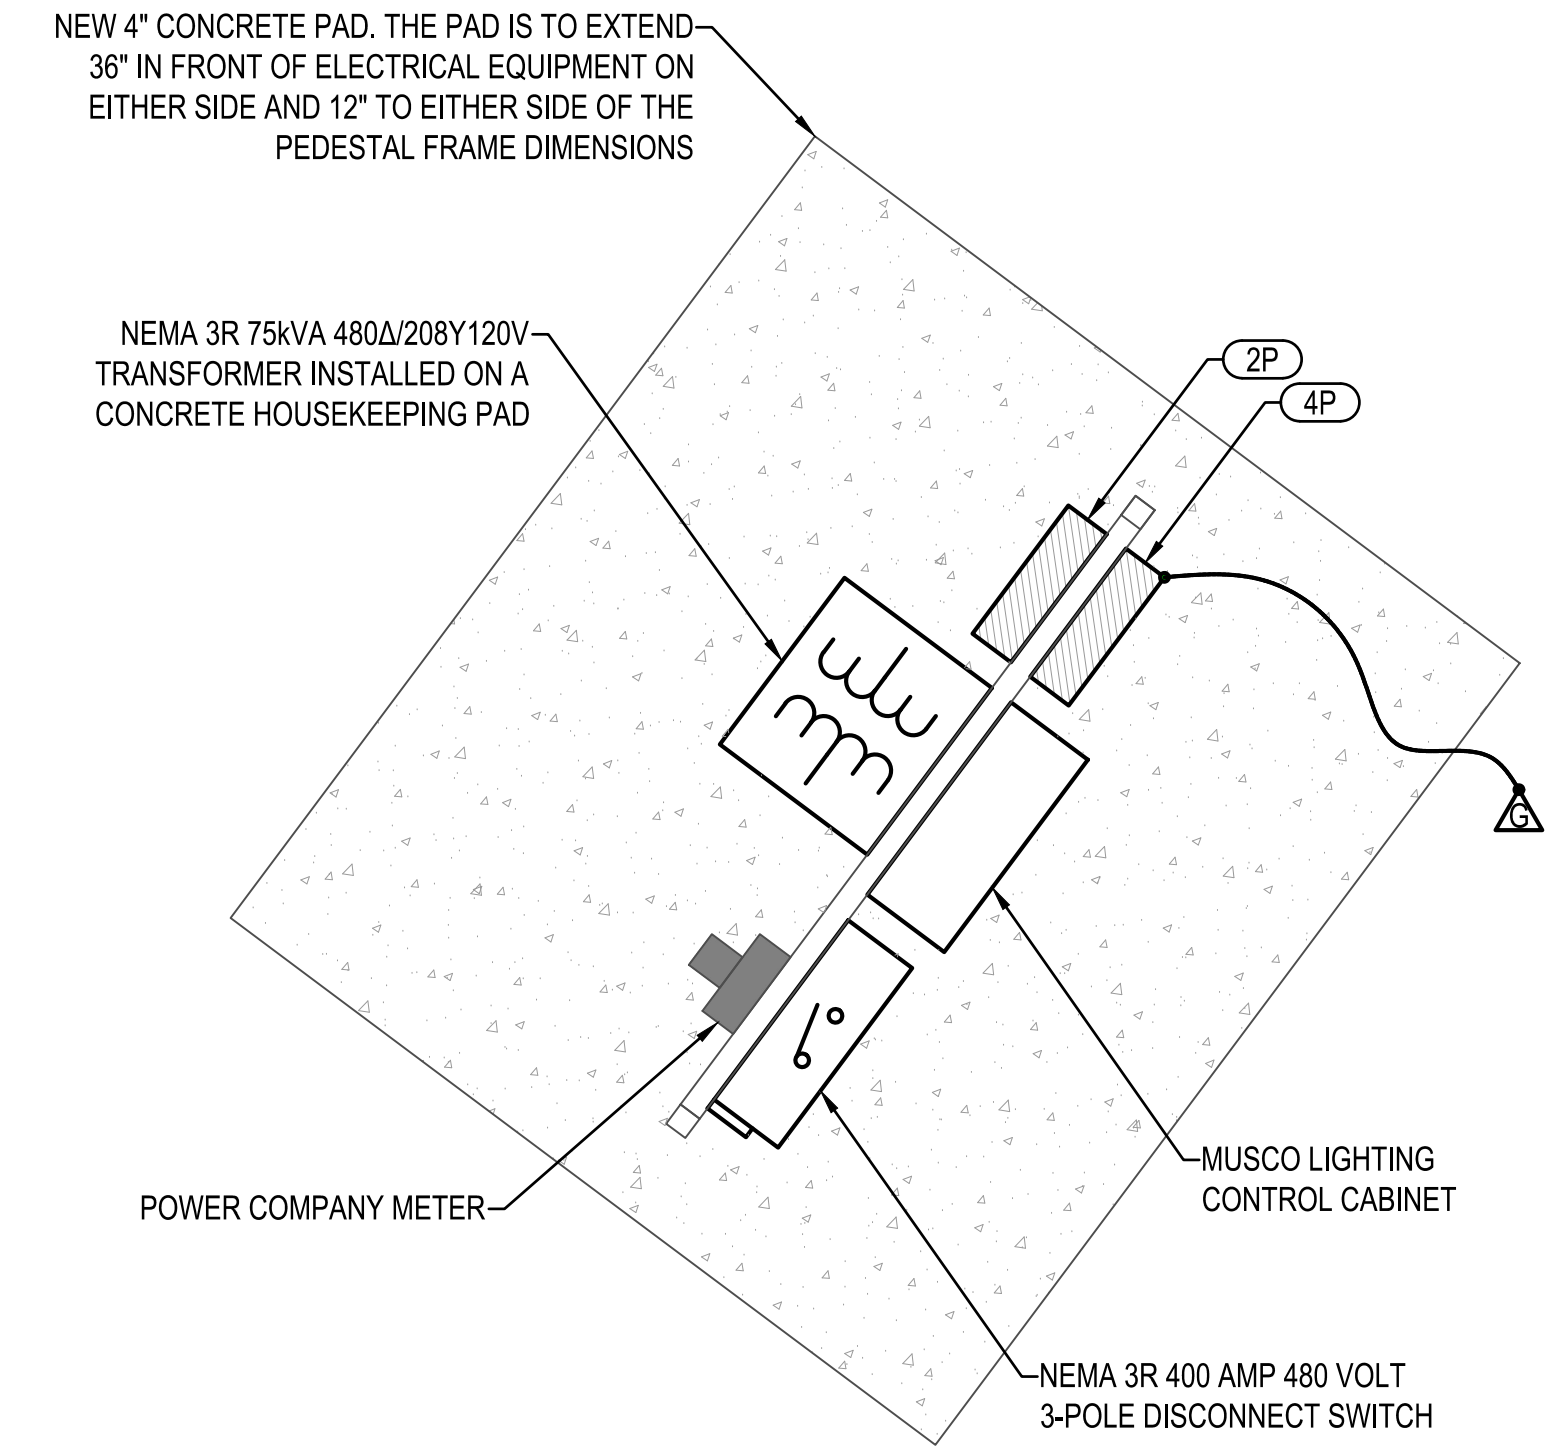 NEW 4" CONCRETE PAD. THE PAD IS TO EXTEND
36" IN FRONT OF ELECTRICAL EQUIPMENT ON
EITHER SIDE AND 12" TO EITHER SIDE OF THE
PEDESTAL FRAME DIMENSIONS
NEMA 3R 75kVA 480Δ/208Y120V
TRANSFORMER INSTALLED ON A
CONCRETE HOUSEKEEPING PAD
2P
4P
G
POWER COMPANY METER
MUSCO LIGHTING
CONTROL CABINET
NEMA 3R 400 AMP 480 VOLT
3-POLE DISCONNECT SWITCH